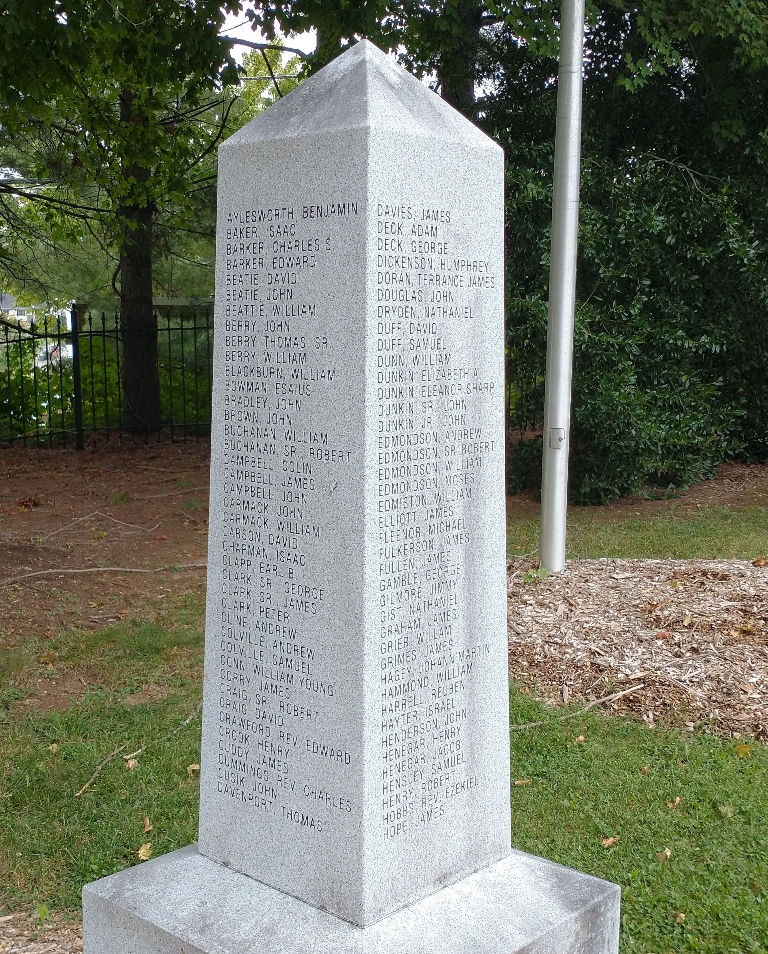 AYLESWORTH, BENJAMIN
BAKER, ISAAC
BARKER, CHARLES S.
BARKER, EDWARD
BEATIE, DAVID
BEATIE, JOHN
BEATTIE, WILLIAM
BERRY, JOHN
BERRY, THOMAS SR.
BERRY, WILLIAM
BLACKBURN, WILLIAM
BOWMAN, ESAIUS
BRADLEY, JOHN
BROWN, JOHN
BUCHANAN, WILLIAM
BUCHANAN, SR. ROBERT
CAMPBELL, COLIN
CAMPBELL, JAMES
CAMPBELL, JOHN
CARMACK, JOHN
CARMACK, WILLIAM
CARSON, DAVID
CHAPMAN, ISAAC
CLAPP, EARL B.
CLARK, SR. GEORGE
CLARK, SR. JAMES
CLARK, PETER
CLINE, ANDREW
COLVILLE, ANDREW
COLVILLE, SAMUEL
CONN, WILLIAM YOUNG
CORRY, JAMES
CRAIG, SR. ROBERT
CRAIG, DAVID
CRAWFORD, REV. EDWARD
CROOK, HENRY
CUDDY, JAMES
CUMMINGS, REV. CHARLES
CUSIK, JOHN
DAVENPORT, THOMAS
DAVIES, JAMES
DECK, ADAM
DECK, GEORGE
DICKENSON, HUMPHREY
DORAN, TERRANCE JAMES
DOUGLAS, JOHN
DRYDEN, NATHANIEL
DUFF, DAVID
DUFF, SAMUEL
DUNN, WILLIAM
DUNKIN, ELIZABETH A.
DUNKIN, ELEANOR SHARP
DUNKIN, SR. JOHN
DUNKIN, JR. JOHN
EDMONDSON, ANDREW
EDMONDSON, SR. ROBERT
EDMONDSON, WILLIAM
EDMONDSON, MOSES
EDMISTON, WILLIAM
ELLIOTT, JAMES
FLEENOR, MICHAEL
FULKERSON, JAMES
FULLEN, JAMES
GAMBLE, GEORGE
GILMORE, JIMMY
GIST, NATHANIEL
GRAHAM, JAMES
GRIER, WILLIAM
GRIMES, JAMES
HAGEY, JOHANN MARTIN
HAMMOND, WILLIAM
HARRELL, REUBEN
HAYTER, ISRAEL
HENDERSON, JOHN
HENEGAR, HENRY
HENEGAR, JACOB
HENSLEY, SAMUEL
HENRY, ROBERT
HOBBS, REV. EZEKIEL
HOPE, JAMES